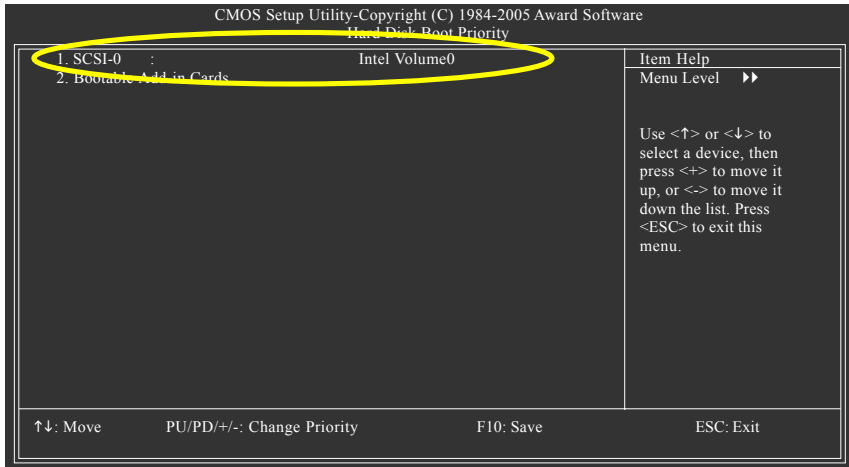 CMOS Setup Utility-Copyright (C) 1984-2005 Award Software
Hard Disk Boot Priority
1. SCSI-0 : Intel Volume0
2. Bootable Add-in Cards
Item Help
Menu Level ▸▸
Use <↑> or <↓> to
select a device, then
press <+> to move it
up, or <-> to move it
down the list. Press
<ESC> to exit this
menu.
↑↓: Move PU/PD/+/-: Change Priority F10: Save ESC: Exit